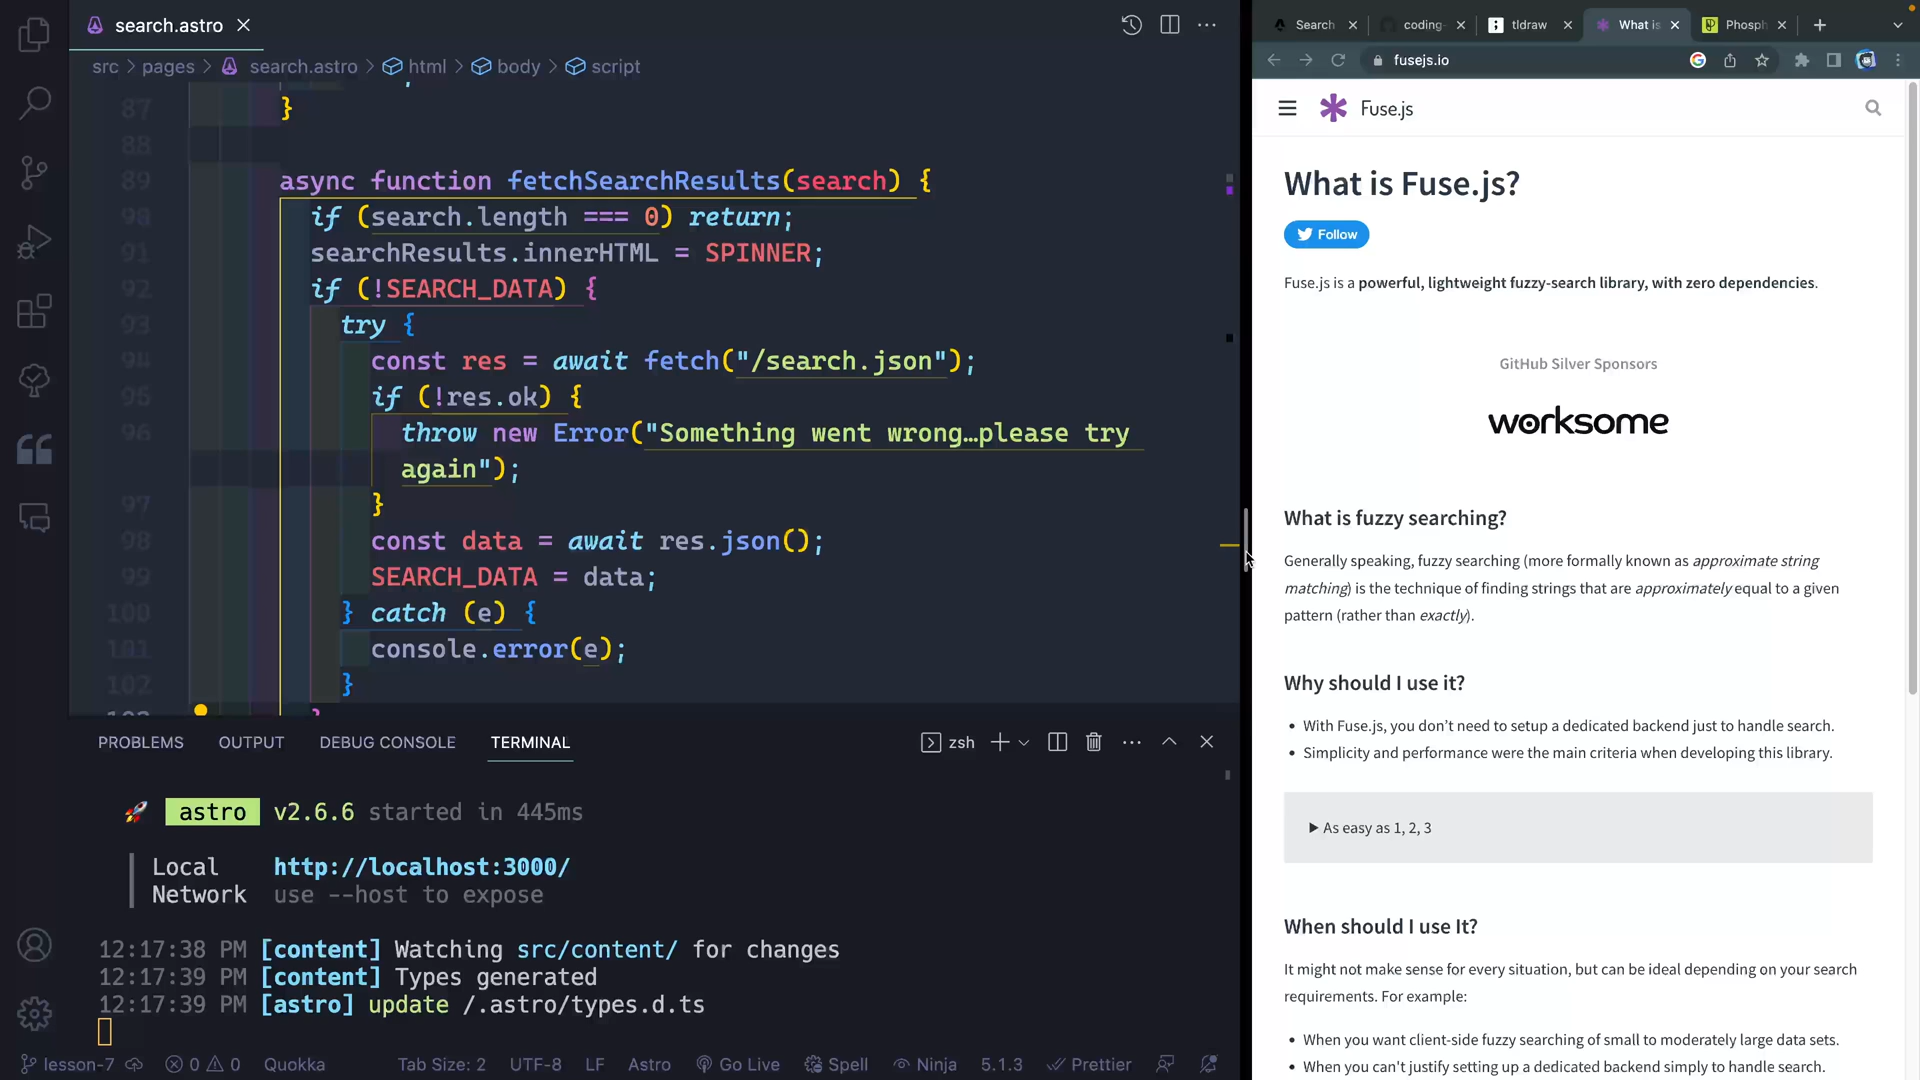 search.astro
src > pages > search.astro > html > body > script
87 }
88
89 async function fetchSearchResults(search) {
90 if (search.length === 0) return;
91 searchResults.innerHTML = SPINNER;
92 if (!SEARCH_DATA) {
93 try {
94 const res = await fetch("/search.json");
95 if (!res.ok) {
96 throw new Error("Something went wrong…please try
again");
97 }
98 const data = await res.json();
99 SEARCH_DATA = data;
100 } catch (e) {
101 console.error(e);
102 }
103 }
PROBLEMS OUTPUT DEBUG CONSOLE TERMINAL zsh
astro v2.6.6 started in 445ms
Local http://localhost:3000/
Network use --host to expose
12:17:38 PM [content] Watching src/content/ for changes
12:17:39 PM [content] Types generated
12:17:39 PM [astro] update /.astro/types.d.ts
lesson-7 0 0 Quokka Tab Size: 2 UTF-8 LF Astro Go Live Spell Ninja 5.1.3 Prettier
Search coding- tldraw What is Phosph
fusejs.io
Fuse.js
What is Fuse.js?
Follow
Fuse.js is a powerful, lightweight fuzzy-search library, with zero dependencies.
GitHub Silver Sponsors
worksome
What is fuzzy searching?
Generally speaking, fuzzy searching (more formally known as approximate string
matching) is the technique of finding strings that are approximately equal to a given
pattern (rather than exactly).
Why should I use it?
• With Fuse.js, you don’t need to setup a dedicated backend just to handle search.
• Simplicity and performance were the main criteria when developing this library.
▶ As easy as 1, 2, 3
When should I use It?
It might not make sense for every situation, but can be ideal depending on your search
requirements. For example:
• When you want client-side fuzzy searching of small to moderately large data sets.
• When you can't justify setting up a dedicated backend simply to handle search.